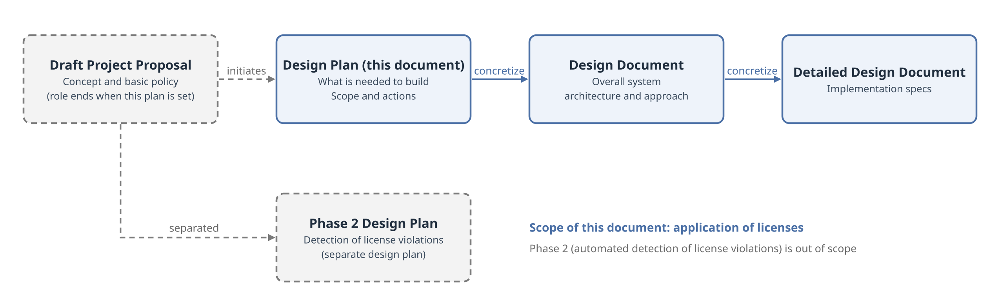 Draft Project Proposal
Concept and basic policy
(role ends when this plan is set)
initiates
Design Plan (this document)
What is needed to build
Scope and actions
concretize
Design Document
Overall system
architecture and approach
concretize
Detailed Design Document
Implementation specs
separated
Phase 2 Design Plan
Detection of license violations
(separate design plan)
Scope of this document: application of licenses
Phase 2 (automated detection of license violations) is out of scope